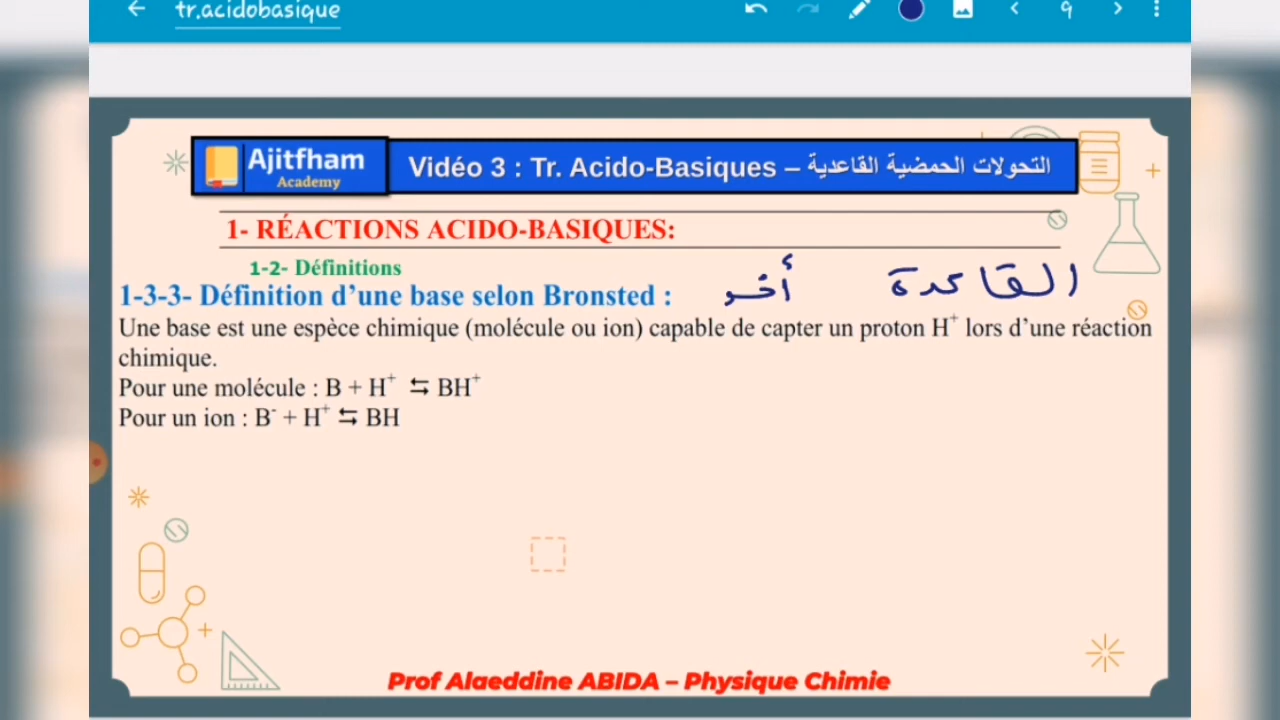 tr.acidobasique
9
Ajitfham
Academy
Vidéo 3 : Tr. Acido-Basiques – التحولات الحمضية القاعدية
1- RÉACTIONS ACIDO-BASIQUES:
1-2- Définitions
1-3-3- Définition d’une base selon Bronsted :
القاعدة
Une base est une espèce chimique (molécule ou ion) capable de capter un proton H⁺ lors d’une réaction
chimique.
Pour une molécule : B + H⁺ ⇆ BH⁺
Pour un ion : B⁻ + H⁺ ⇆ BH
Prof Alaeddine ABIDA – Physique Chimie